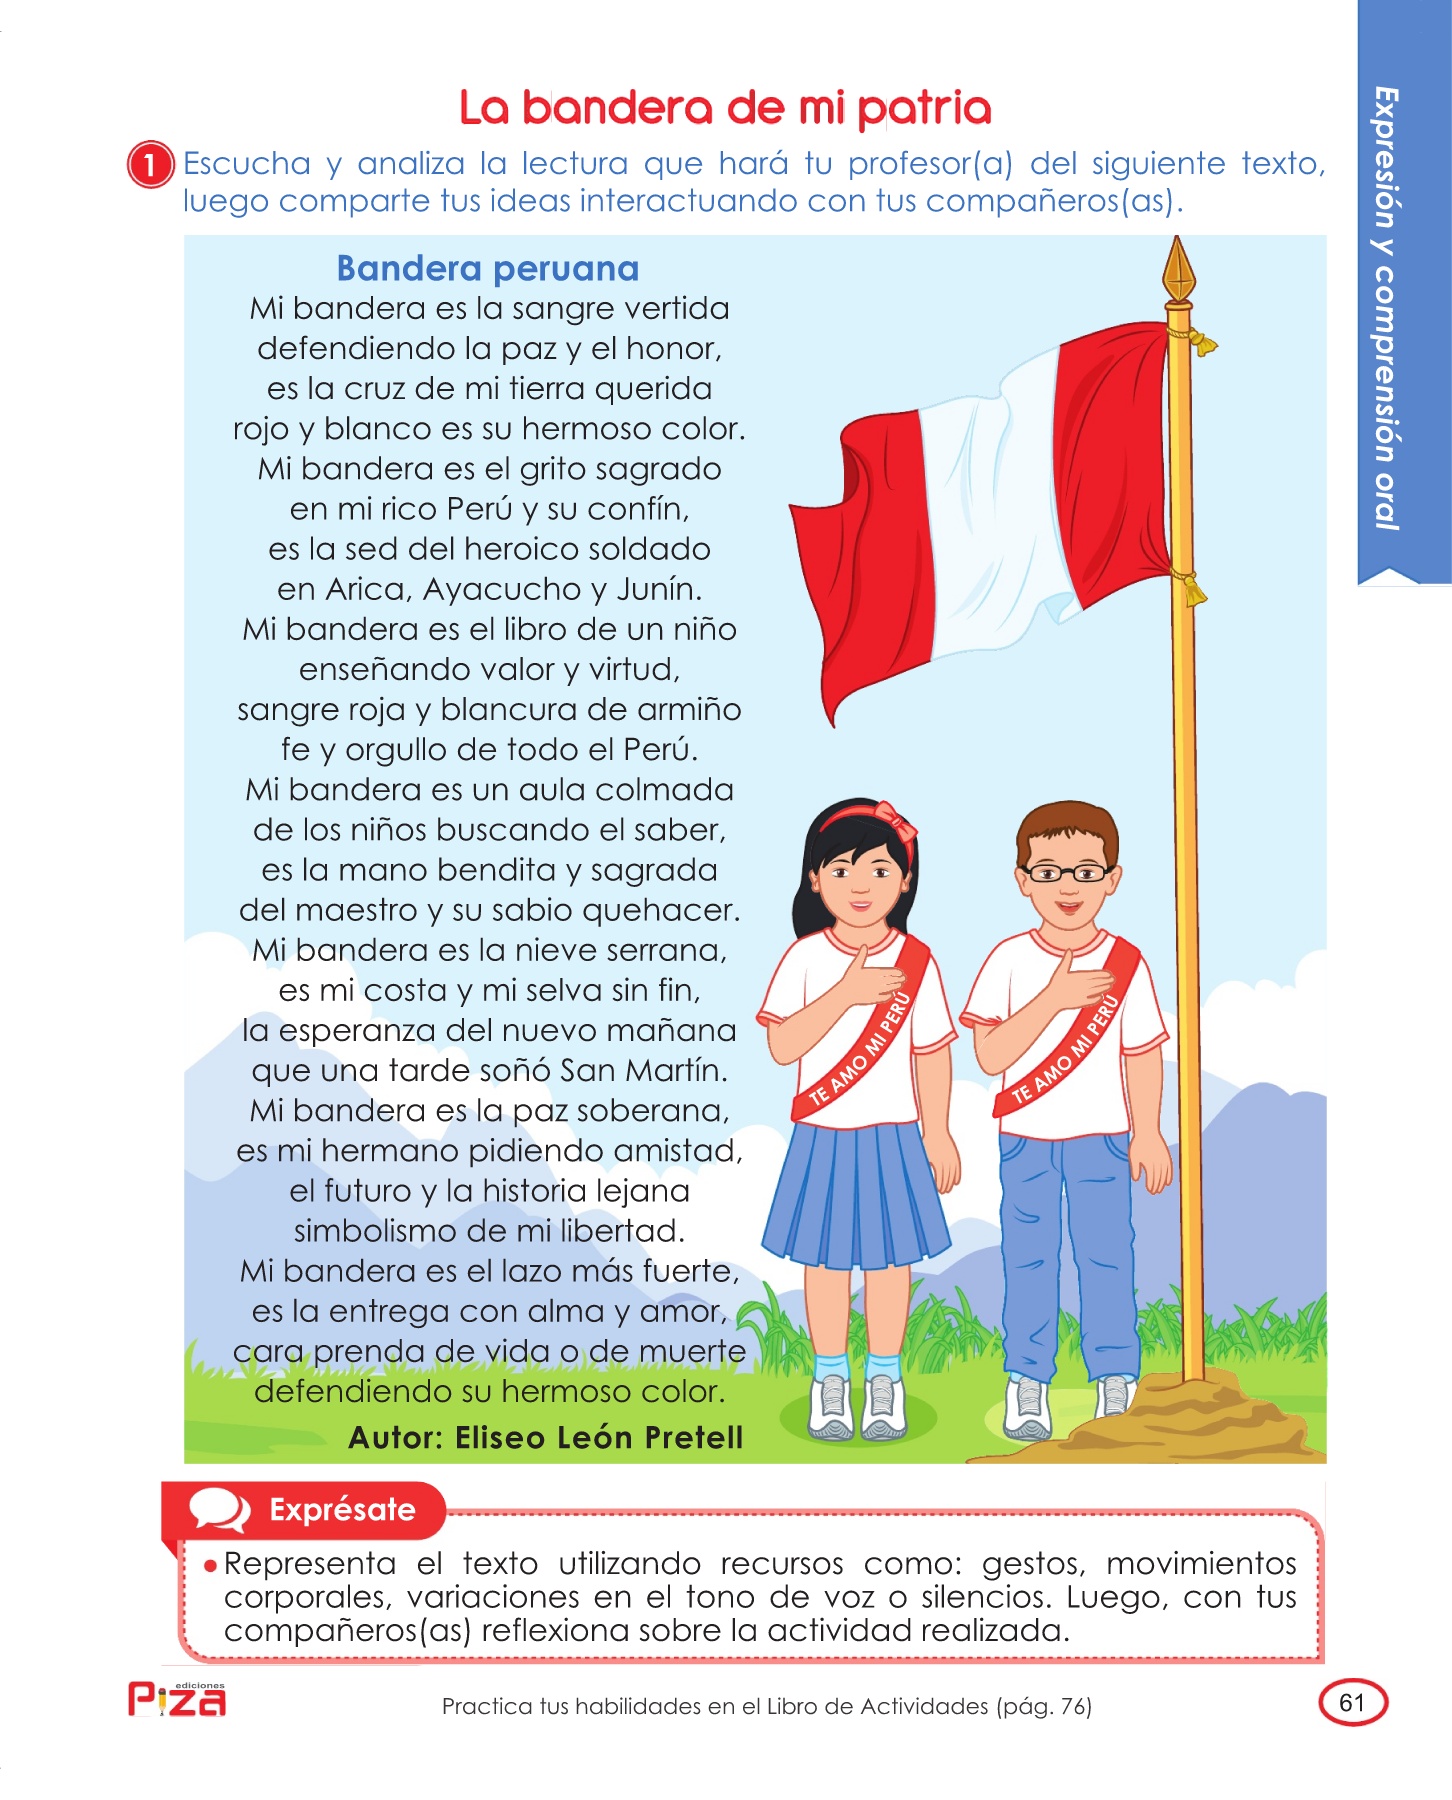 La bandera de mi patria
1 Escucha y analiza la lectura que hará tu profesor(a) del siguiente texto,
luego comparte tus ideas interactuando con tus compañeros(as).
Bandera peruana
Mi bandera es la sangre vertida
defendiendo la paz y el honor,
es la cruz de mi tierra querida
rojo y blanco es su hermoso color.
Mi bandera es el grito sagrado
en mi rico Perú y su confín,
es la sed del heroico soldado
en Arica, Ayacucho y Junín.
Mi bandera es el libro de un niño
enseñando valor y virtud,
sangre roja y blancura de armiño
fe y orgullo de todo el Perú.
Mi bandera es un aula colmada
de los niños buscando el saber,
es la mano bendita y sagrada
del maestro y su sabio quehacer.
Mi bandera es la nieve serrana,
es mi costa y mi selva sin fin,
la esperanza del nuevo mañana
que una tarde soñó San Martín.
Mi bandera es la paz soberana,
es mi hermano pidiendo amistad,
el futuro y la historia lejana
simbolismo de mi libertad.
Mi bandera es el lazo más fuerte,
es la entrega con alma y amor,
cara prenda de vida o de muerte
defendiendo su hermoso color.
Autor: Eliseo León Pretell
TE AMO MI PERÚ
TE AMO MI PERÚ
Expresión y comprensión oral
Exprésate
• Representa el texto utilizando recursos como: gestos, movimientos
corporales, variaciones en el tono de voz o silencios. Luego, con tus
compañeros(as) reflexiona sobre la actividad realizada.
ediciones
Piza
Practica tus habilidades en el Libro de Actividades (pág. 76)
61